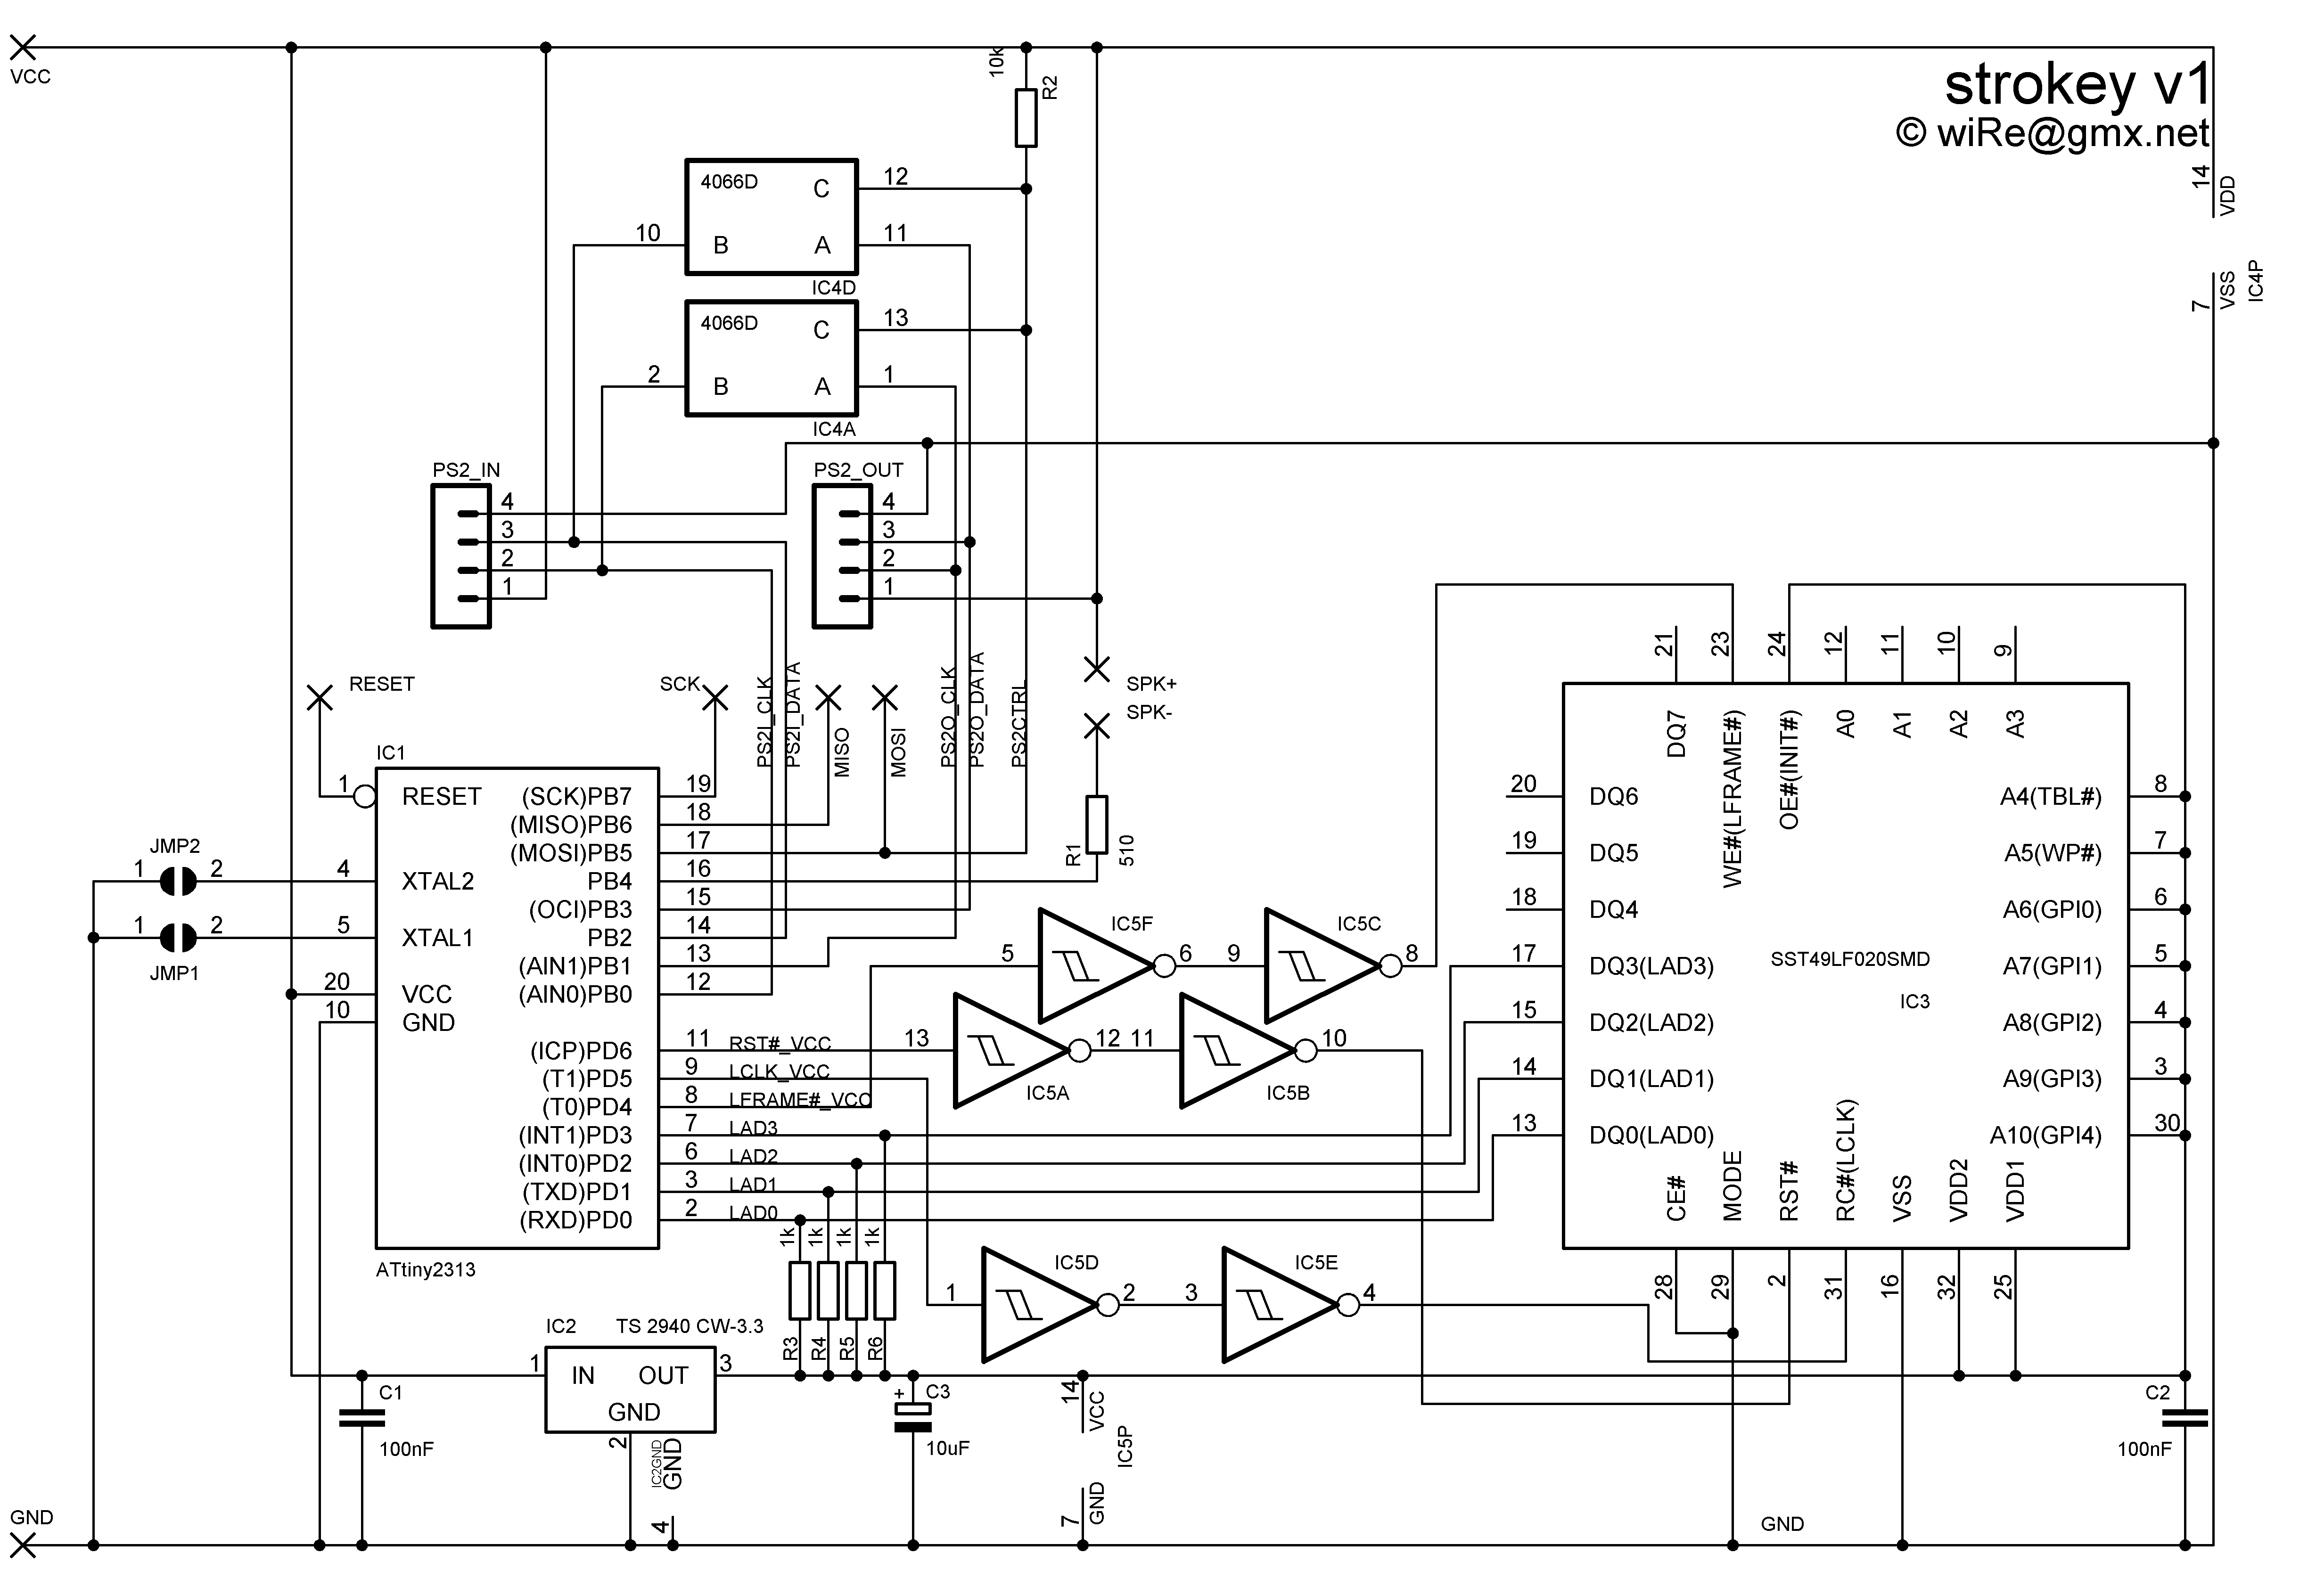 VCC
strokey v1
© wiRe@gmx.net
10k
R2
14
VDD
7
VSS
IC4P
4066D
C
12
10
B
A
11
IC4D
4066D
C
13
2
B
A
1
IC4A
PS2_IN
4
3
2
1
PS2_OUT
4
3
2
1
RESET
SCK
PS2I_CLK
PS2I_DATA
MISO
MOSI
PS2O_CLK
PS2O_DATA
PS2CTRL
SPK+
SPK-
R1
510
IC1
1
RESET
(SCK)PB7
19
(MISO)PB6
18
(MOSI)PB5
17
JMP2
1
2
4
XTAL2
PB4
16
(OCI)PB3
15
1
2
5
XTAL1
PB2
14
JMP1
(AIN1)PB1
13
20
VCC
(AIN0)PB0
12
10
GND
(ICP)PD6
11
RST#_VCC
(T1)PD5
9
LCLK_VCC
(T0)PD4
8
LFRAME#_VCC
(INT1)PD3
7
LAD3
(INT0)PD2
6
LAD2
(TXD)PD1
3
LAD1
(RXD)PD0
2
LAD0
ATtiny2313
5
IC5F
6
9
IC5C
8
13
IC5A
12
11
IC5B
10
1
IC5D
2
3
IC5E
4
1k
1k
1k
1k
R3
R4
R5
R6
IC2
TS 2940 CW-3.3
1
IN
OUT
3
GND
2
IC2GND
GND
4
C1
100nF
+
C3
10uF
14
VCC
IC5P
7
GND
21
23
24
12
11
10
9
DQ7
WE#(LFRAME#)
OE#(INIT#)
A0
A1
A2
A3
20
DQ6
A4(TBL#)
8
19
DQ5
A5(WP#)
7
18
DQ4
A6(GPI0)
6
17
DQ3(LAD3)
SST49LF020SMD
A7(GPI1)
5
IC3
15
DQ2(LAD2)
A8(GPI2)
4
14
DQ1(LAD1)
A9(GPI3)
3
13
DQ0(LAD0)
A10(GPI4)
30
CE#
MODE
RST#
RC#(LCLK)
VSS
VDD2
VDD1
28
29
2
31
16
32
25
C2
100nF
GND
GND